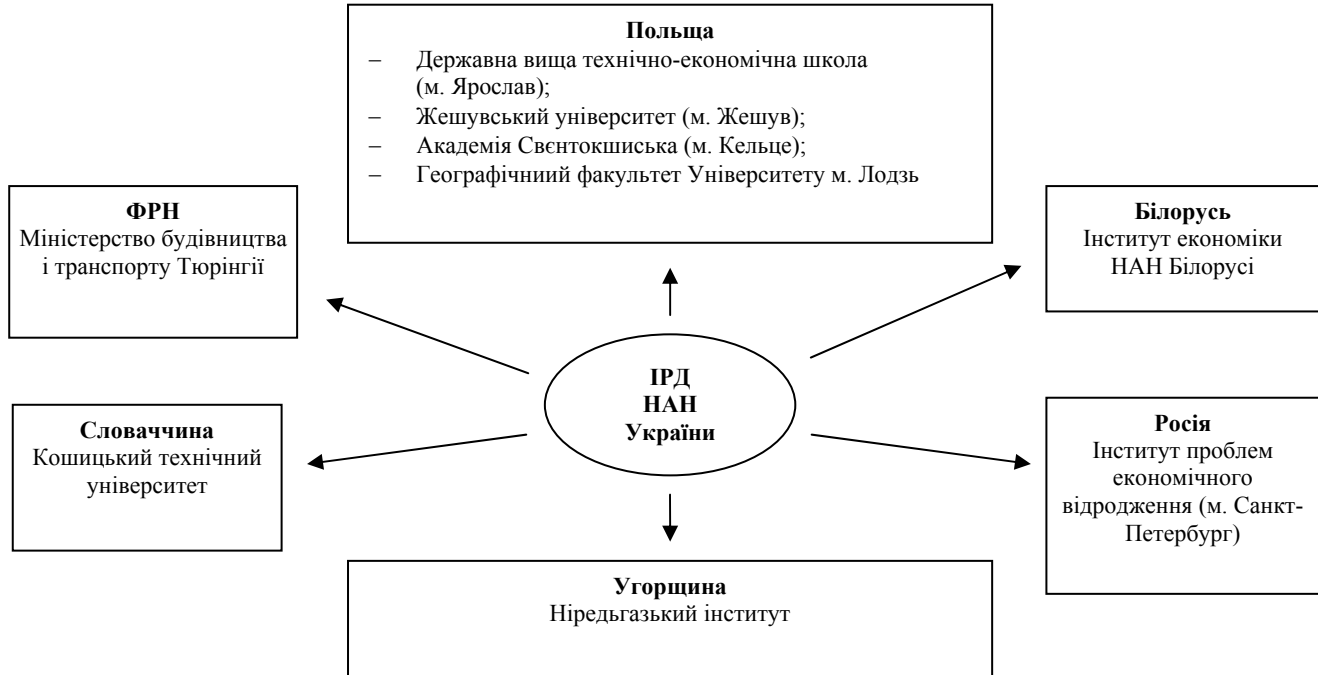 Польща
– Державна вища технічно-економічна школа
(м. Ярослав);
– Жешувський університет (м. Жешув);
– Академія Свєнтокшиська (м. Кельце);
– Географічниий факультет Університету м. Лодзь
ФРН
Міністерство будівництва
і транспорту Тюрінгії
Білорусь
Інститут економіки
НАН Білорусі
ІРД
НАН
України
Словаччина
Кошицький технічний
університет
Росія
Інститут проблем
економічного
відродження (м. Санкт-
Петербург)
Угорщина
Ніредьгазький інститут